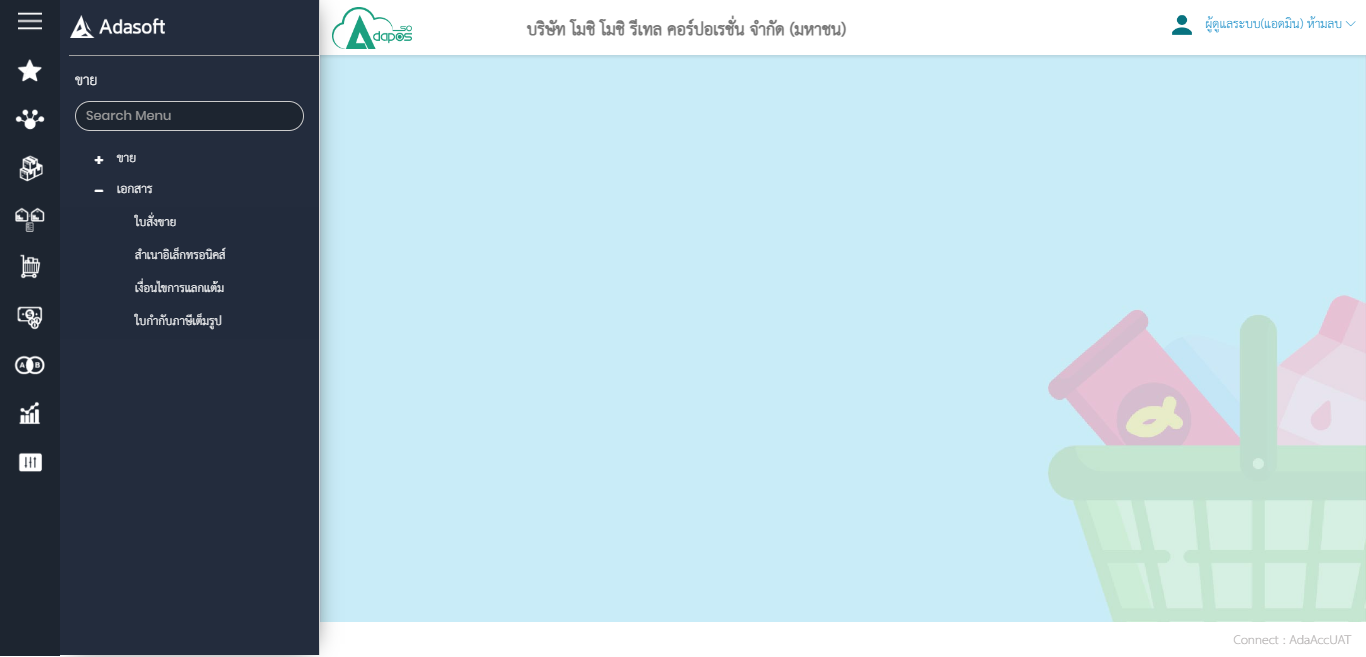 Adasoft
ขาย
Search Menu
ขาย
เอกสาร
ใบสั่งขาย
สำเนาอิเล็กทรอนิคส์
เงื่อนไขการแลกแต้ม
ใบกำกับภาษีเต็มรูป
Adapos 5.0
บริษัท โมชิ โมชิ รีเทล คอร์ปอเรชั่น จำกัด (มหาชน)
ผู้ดูแลระบบ(แอดมิน) ห้ามลบ
A B
Connect : AdaAccUAT